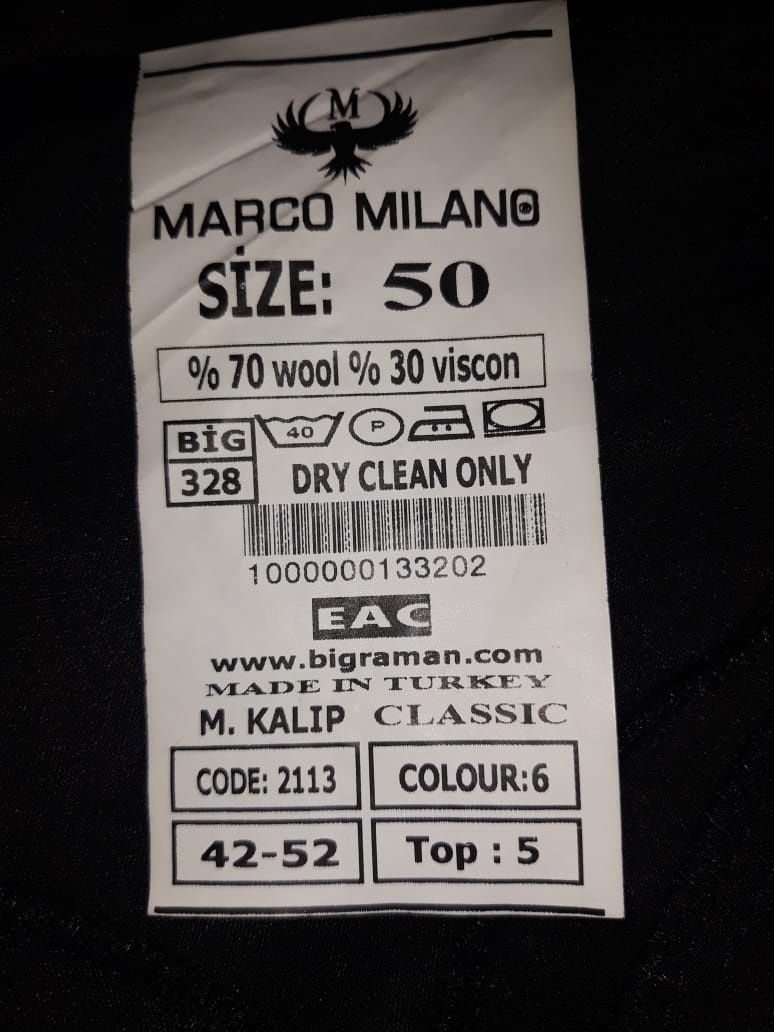 M
MARCO MILANO
SİZE: 50
% 70 wool % 30 viscon
BİG
328
40 P
DRY CLEAN ONLY
1000000133202
EAC
www.bigraman.com
MADE IN TURKEY
M. KALIP CLASSIC
CODE: 2113 COLOUR:6
42-52 Top : 5